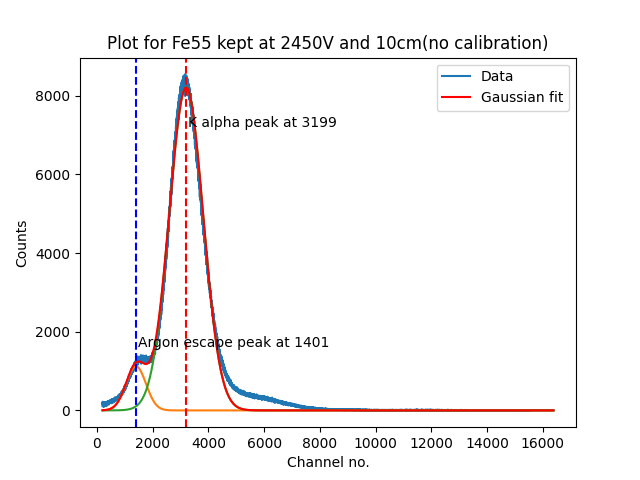 Plot for Fe55 kept at 2450V and 10cm(no calibration)
Data
Gaussian fit
K alpha peak at 3199
Argon escape peak at 1401
Counts
8000
6000
4000
2000
0
0 2000 4000 6000 8000 10000 12000 14000 16000
Channel no.